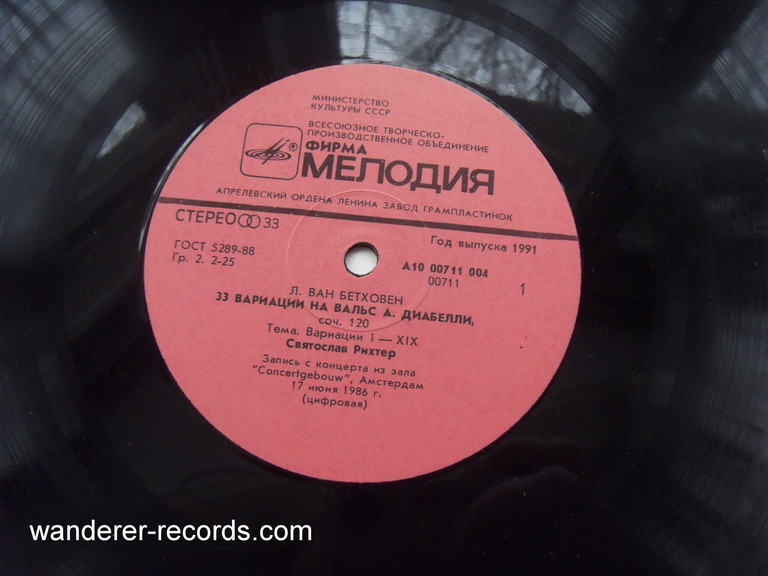 МИНИСТЕРСТВО
КУЛЬТУРЫ СССР
ВСЕСОЮЗНОЕ ТВОРЧЕСКО-
ПРОИЗВОДСТВЕННОЕ ОБЪЕДИНЕНИЕ
®
ФИРМА
МЕЛОДИЯ
АПРЕЛЕВСКИЙ ОРДЕНА ЛЕНИНА ЗАВОД ГРАМПЛАСТИНОК
СТЕРЕО 33
Год выпуска 1991
ГОСТ 5289-88
Гр. 2. 2-25
А10 00711 004
00711
1
Л. ВАН БЕТХОВЕН
33 ВАРИАЦИИ НА ВАЛЬС А. ДИАБЕЛЛИ,
соч. 120
Тема. Вариации I — XIX
Святослав Рихтер
Запись с концерта из зала
"Concertgebouw", Амстердам
17 июня 1986 г.
(цифровая)
wanderer-records.com